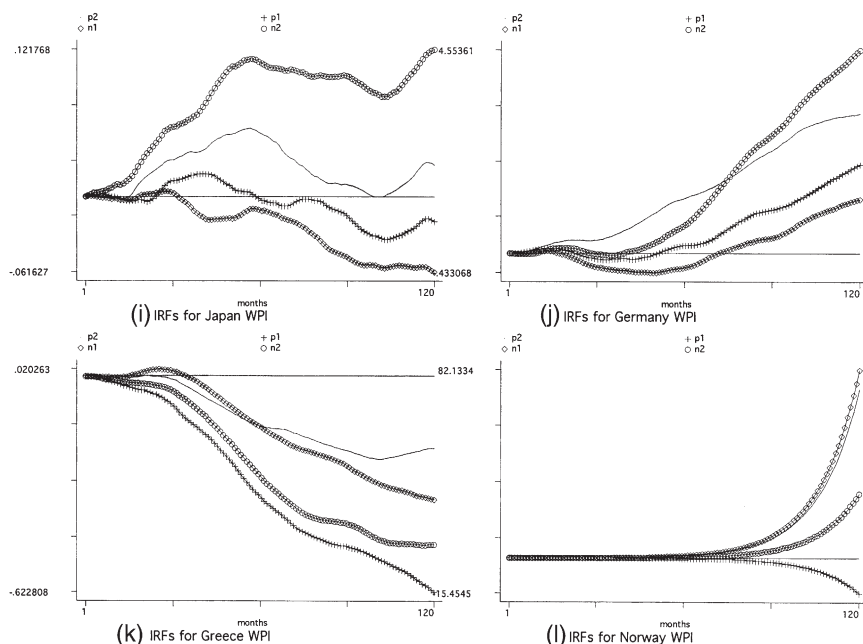 p2 p1
n1 n2
.121768
-.061627
1 120
months
(i) IRFs for Japan WPI
p2 p1
n1 n2
4.55361
.433068
1 120
months
(j) IRFs for Germany WPI
p2 p1
n1 n2
.020263
-.622808
1 120
months
(k) IRFs for Greece WPI
p2 p1
n1 n2
82.1334
15.4545
1 120
months
(l) IRFs for Norway WPI